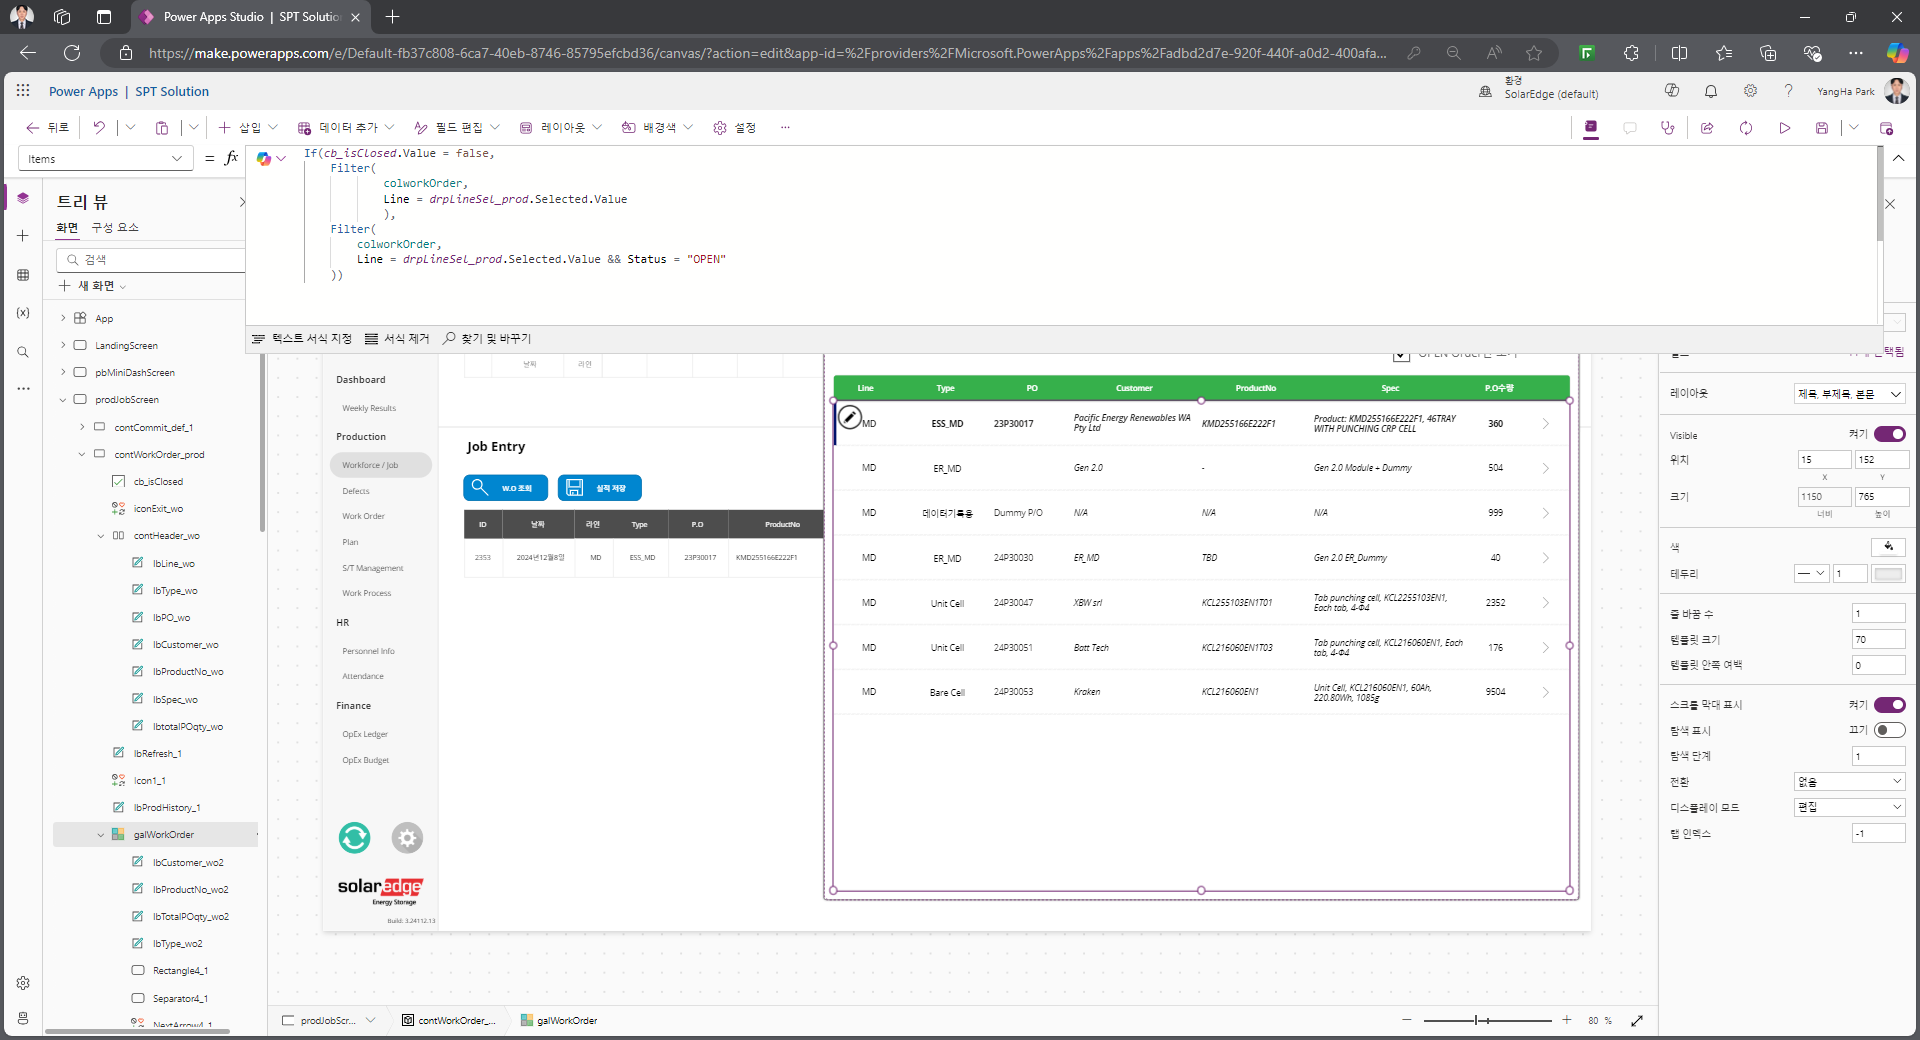 Power Apps Studio | SPT Solutio
https://make.powerapps.com/e/Default-fb37c808-6ca7-40eb-8746-85795efcbd36/canvas/?action=edit&app-id=%2Fproviders%2FMicrosoft.PowerApps%2Fapps%2Fadbd2d7e-920f-440f-a0d2-400afa...
Power Apps | SPT Solution
환경
SolarEdge (default)
YangHa Park
뒤로
삽입
데이터 추가
필드 편집
레이아웃
배경색
설정
Items
= fx
If(cb_isClosed.Value = false,
Filter(
colworkOrder,
Line = drpLineSel_prod.Selected.Value
),
Filter(
colworkOrder,
Line = drpLineSel_prod.Selected.Value && Status = "OPEN"
))
텍스트 서식 지정
서식 제거
찾기 및 바꾸기
트리 뷰
화면
구성 요소
검색
새 화면
App
LandingScreen
pbMiniDashScreen
prodJobScreen
contCommit_def_1
contWorkOrder_prod
cb_isClosed
iconExit_wo
contHeader_wo
lbLine_wo
lbType_wo
lbPO_wo
lbCustomer_wo
lbProductNo_wo
lbSpec_wo
lbtotalPOqty_wo
lbRefresh_1
Icon1_1
lbProdHistory_1
galWorkOrder
lbCustomer_wo2
lbProductNo_wo2
lbTotalPOqty_wo2
lbType_wo2
Rectangle4_1
Separator4_1
NextArrow4_1
Dashboard
Weekly Results
Production
Workforce / Job
Defects
Work Order
Plan
S/T Management
Work Process
HR
Personnel Info
Attendance
Finance
OpEx Ledger
OpEx Budget
solaredge
Energy Storage
Build: 3.24112.13
날짜
라인
Job Entry
W.O 조회
실적 저장
ID 날짜 라인 Type P.O ProductNo
2353 2024년12월8일 MD ESS_MD 23P30017 KMD255166E222F1
OPEN Order만 보기
Line Type PO Customer ProductNo Spec P.O수량
MD ESS_MD 23P30017 Pacific Energy Renewables WA Pty Ltd KMD255166E222F1 Product: KMD255166E222F1, 46TRAY WITH PUNCHING CRP CELL 360
MD ER_MD Gen 2.0 - Gen 2.0 Module + Dummy 504
MD 데이터기록용 Dummy P/O N/A N/A N/A 999
MD ER_MD 24P30030 ER_MD TBD Gen 2.0 ER_Dummy 40
MD Unit Cell 24P30047 XBW srl KCL255103EN1T01 Tab punching cell, KCL2255103EN1, Each tab, 4-Φ4 2352
MD Unit Cell 24P30051 Batt Tech KCL216060EN1T03 Tab punching cell, KCL216060EN1, Each tab, 4-Φ4 176
MD Bare Cell 24P30053 Kraken KCL216060EN1 Unit Cell, KCL216060EN1, 60Ah, 220.80Wh, 1085g 9504
레이아웃
제목, 부제목, 본문
Visible
켜기
위치
15
152
X
Y
크기
1150
765
너비
높이
색
테두리
1
줄 바꿈 수
1
템플릿 크기
70
템플릿 안쪽 여백
0
스크롤 막대 표시
켜기
탐색 표시
끄기
탐색 단계
1
전환
없음
디스플레이 모드
편집
탭 인덱스
-1
prodJobScr...
contWorkOrder_...
galWorkOrder
80 %